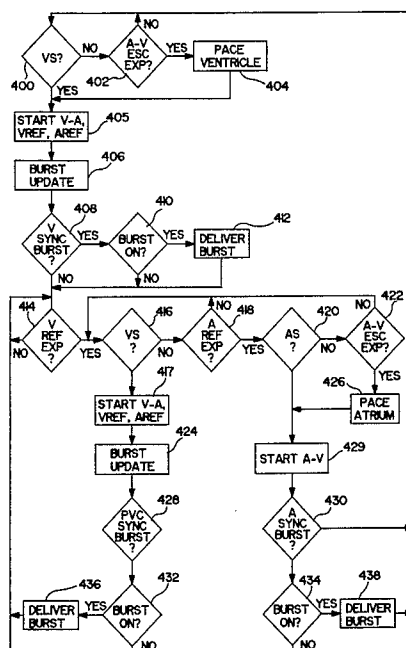 NO
VS?
NO
A-V
ESC
EXP?
YES
PACE
VENTRICLE
400
402
404
YES
START V-A,
VREF, AREF
405
BURST
UPDATE
406
408
410
412
V
SYNC
BURST
?
YES
BURST
ON?
YES
DELIVER
BURST
NO
NO
414
416
418
420
422
NO
NO
V
REF
EXP?
NO
YES
VS
?
NO
A
REF
EXP
?
YES
AS
?
NO
A-V
ESC
EXP?
YES
417
START V-A,
VREF, AREF
426
PACE
ATRIUM
424
BURST
UPDATE
START A-V
429
428
PVC
SYNC
BURST
?
430
A
SYNC
BURST
?
436
432
434
438
DELIVER
BURST
YES
BURST
ON?
BURST
ON?
YES
DELIVER
BURST
NO
NO